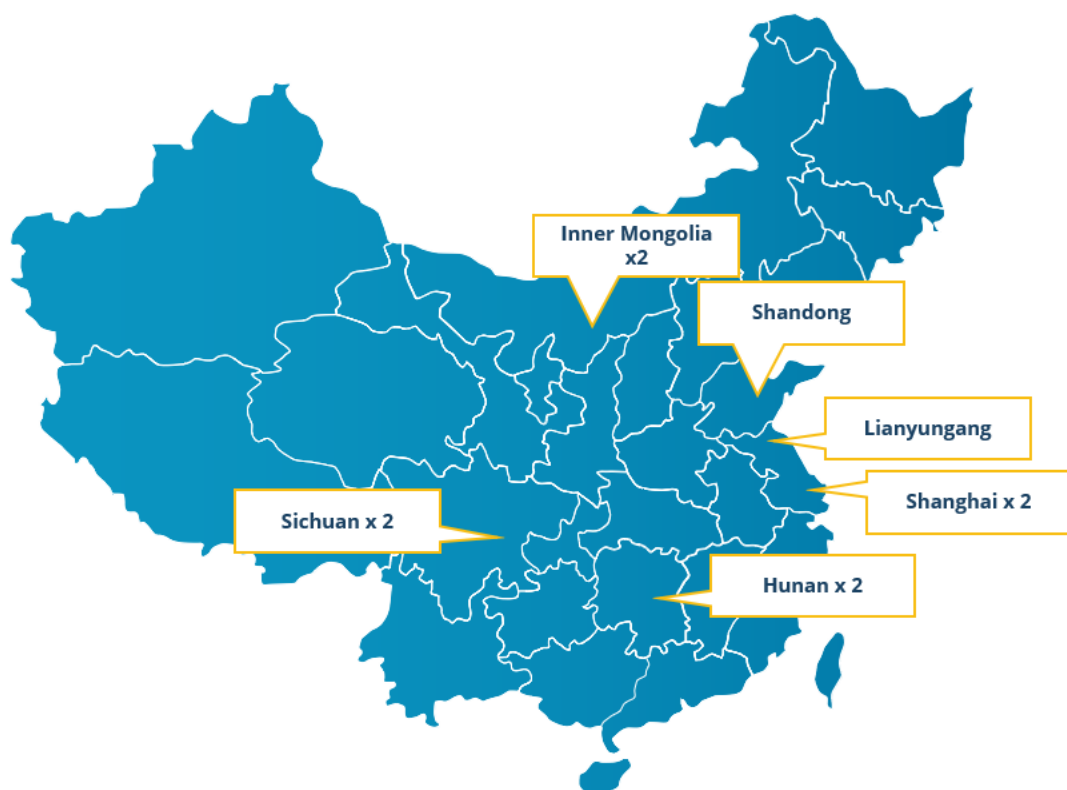 Inner Mongolia
x2
Shandong
Lianyungang
Shanghai x 2
Sichuan x 2
Hunan x 2